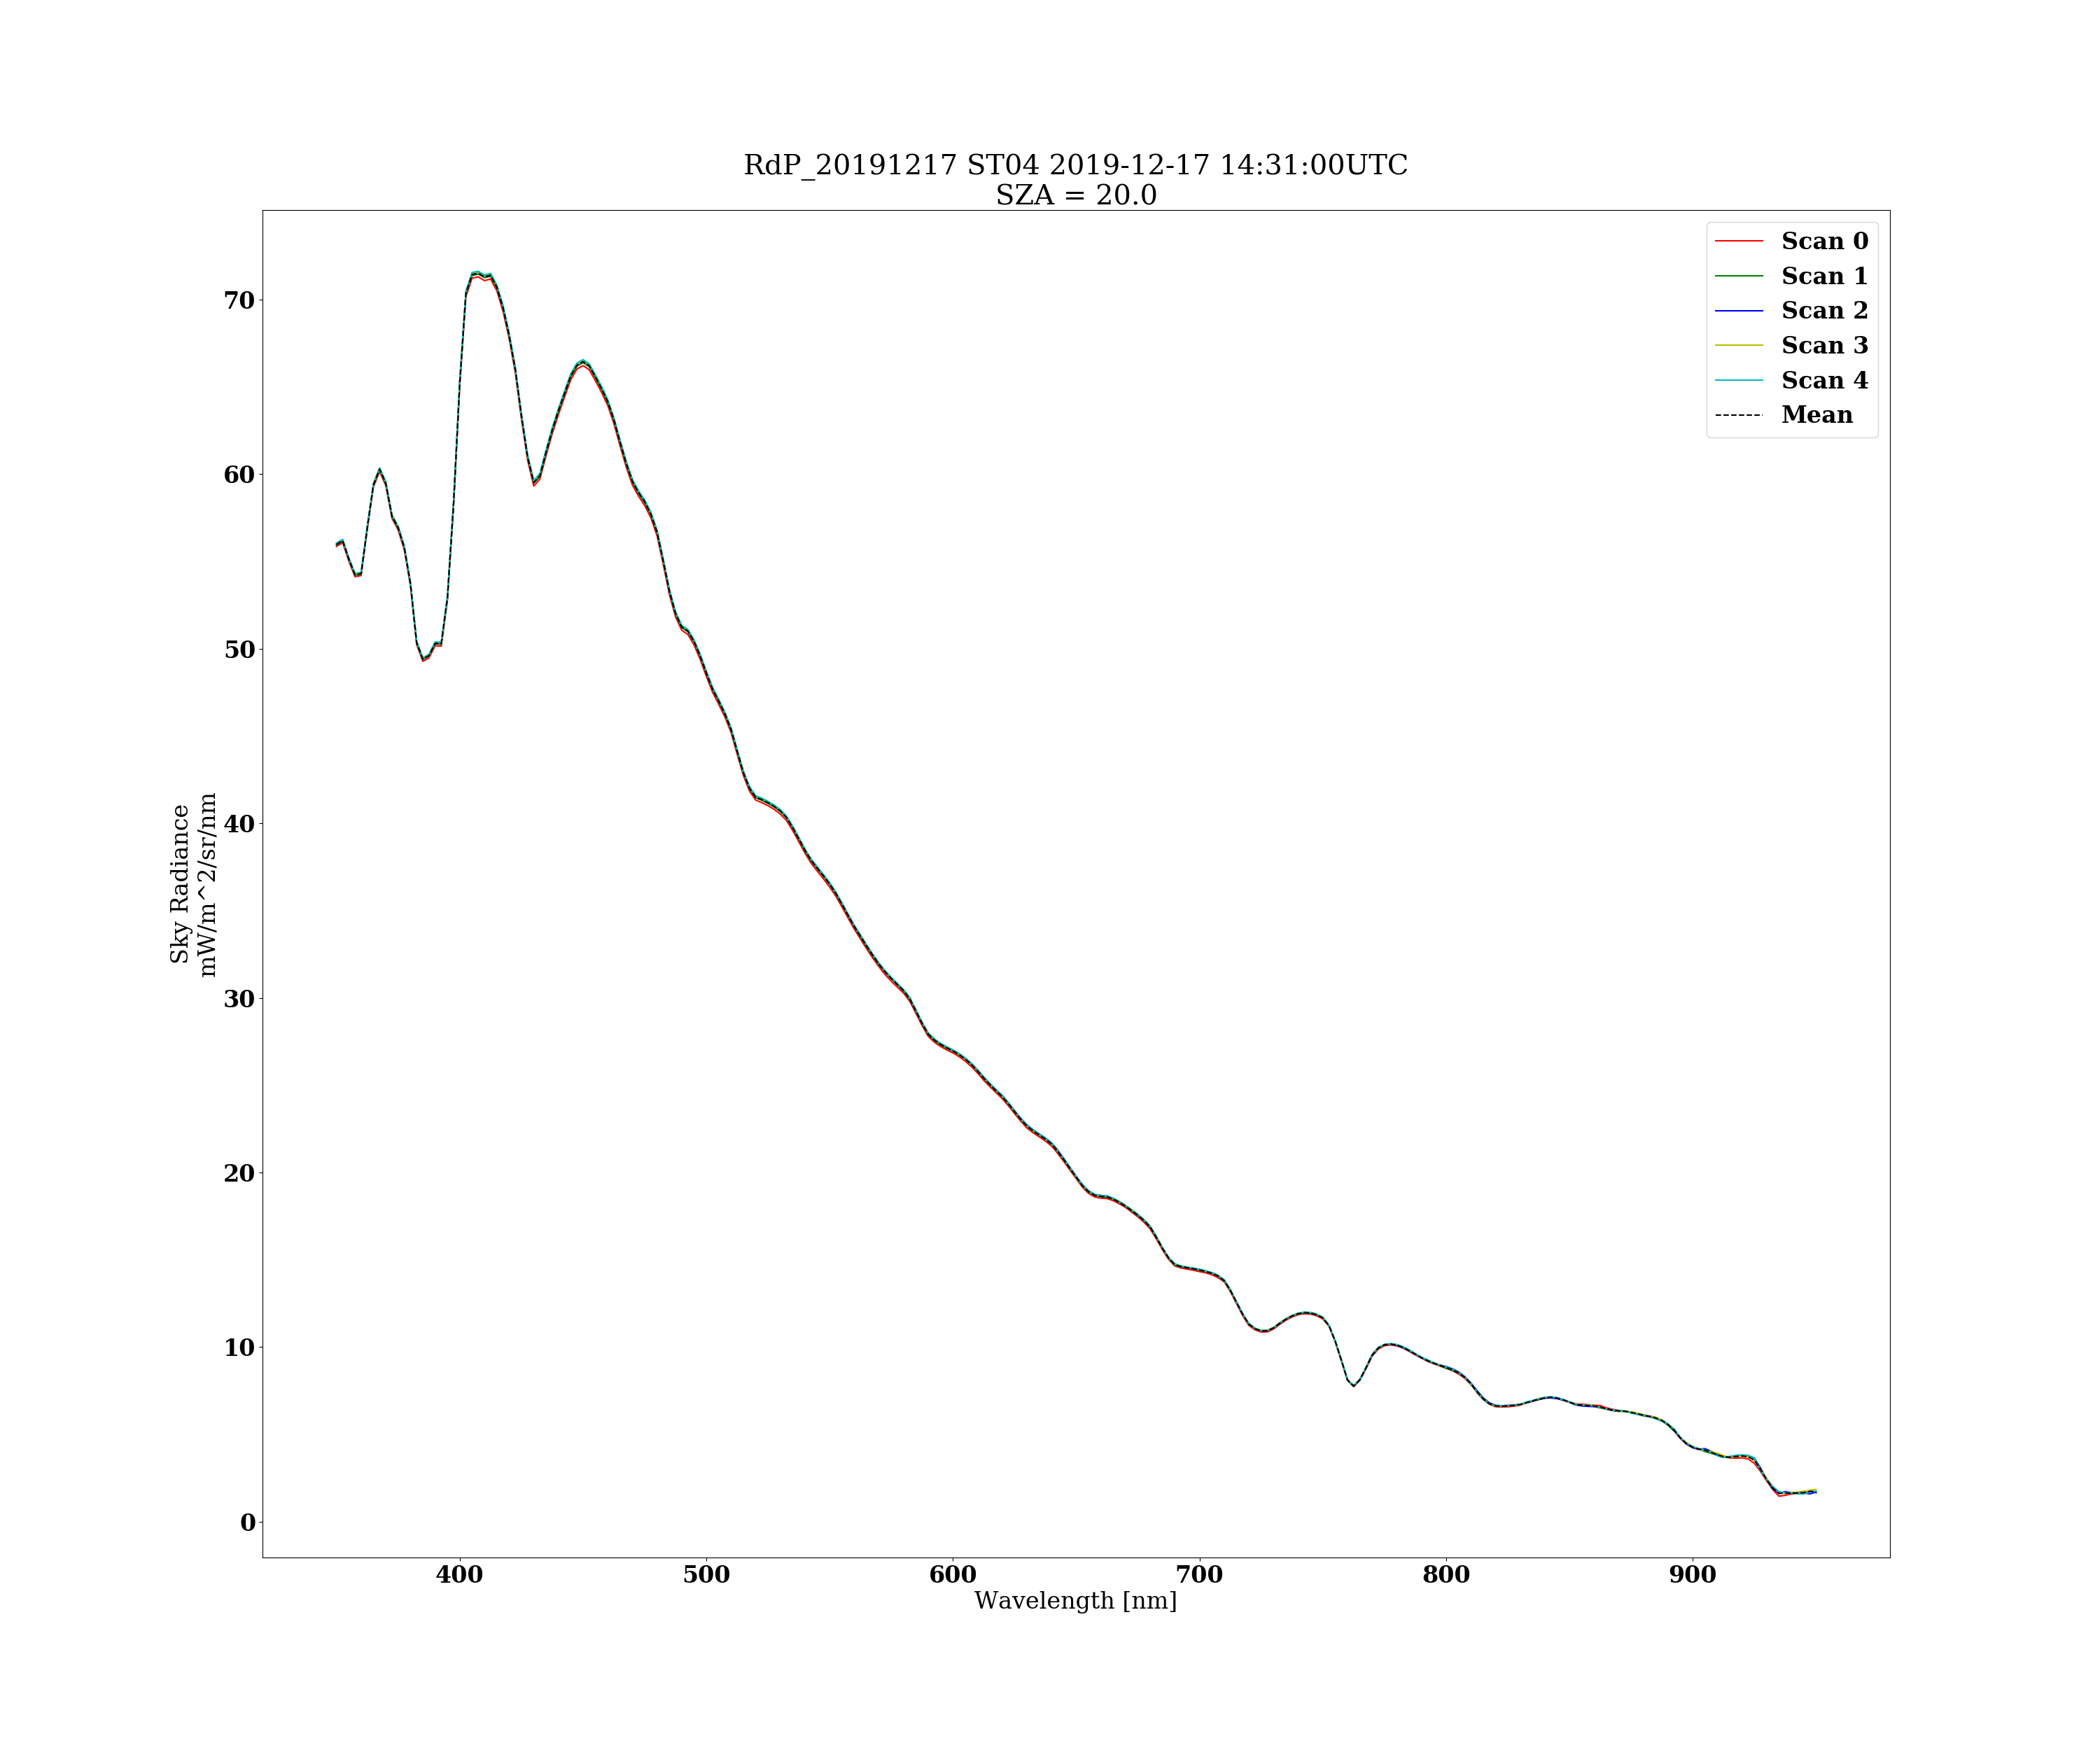 RdP_20191217 ST04 2019-12-17 14:31:00UTC
SZA = 20.0
Scan 0
Scan 1
Scan 2
Scan 3
Scan 4
Mean
70
60
50
40
30
20
10
0
Sky Radiance
mW/m^2/sr/nm
400 500 600 700 800 900
Wavelength [nm]